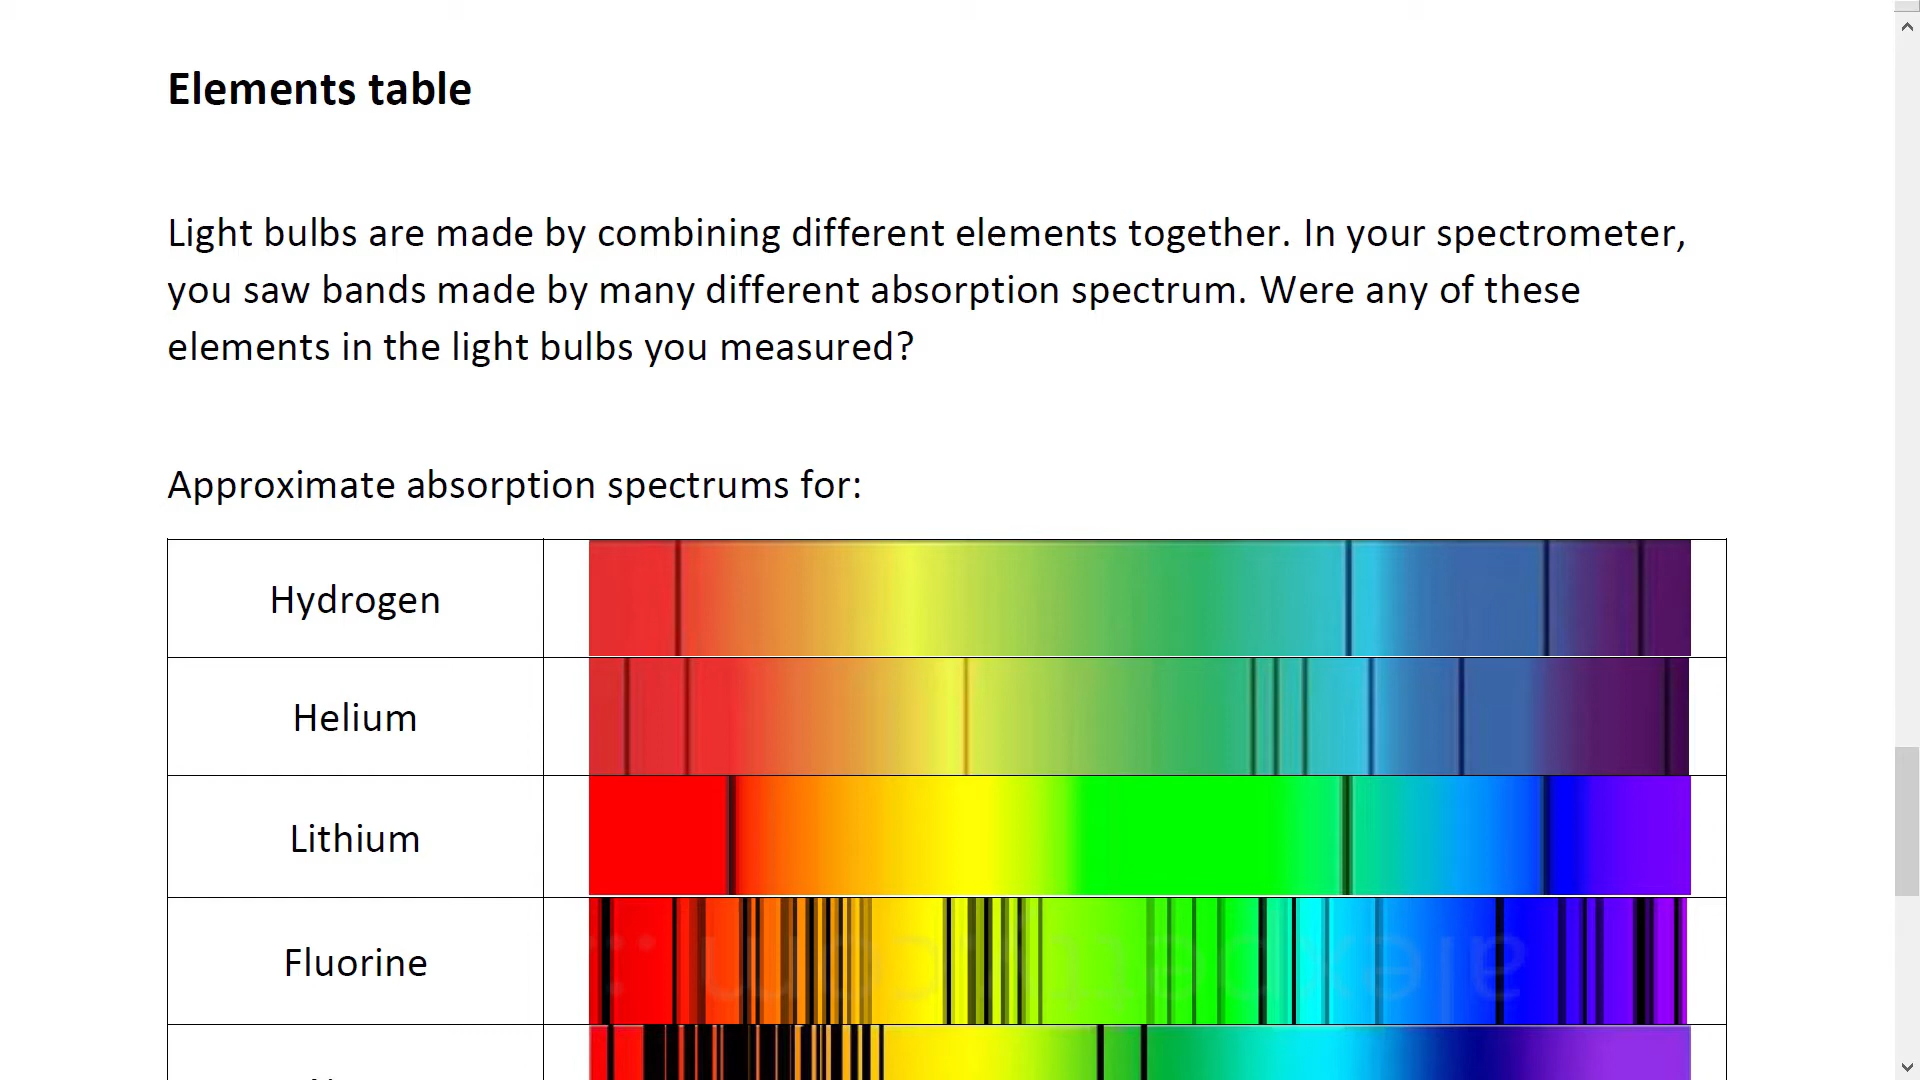 Elements table
Light bulbs are made by combining different elements together. In your spectrometer,
you saw bands made by many different absorption spectrum. Were any of these
elements in the light bulbs you measured?
Approximate absorption spectrums for:
Hydrogen
Helium
Lithium
Fluorine